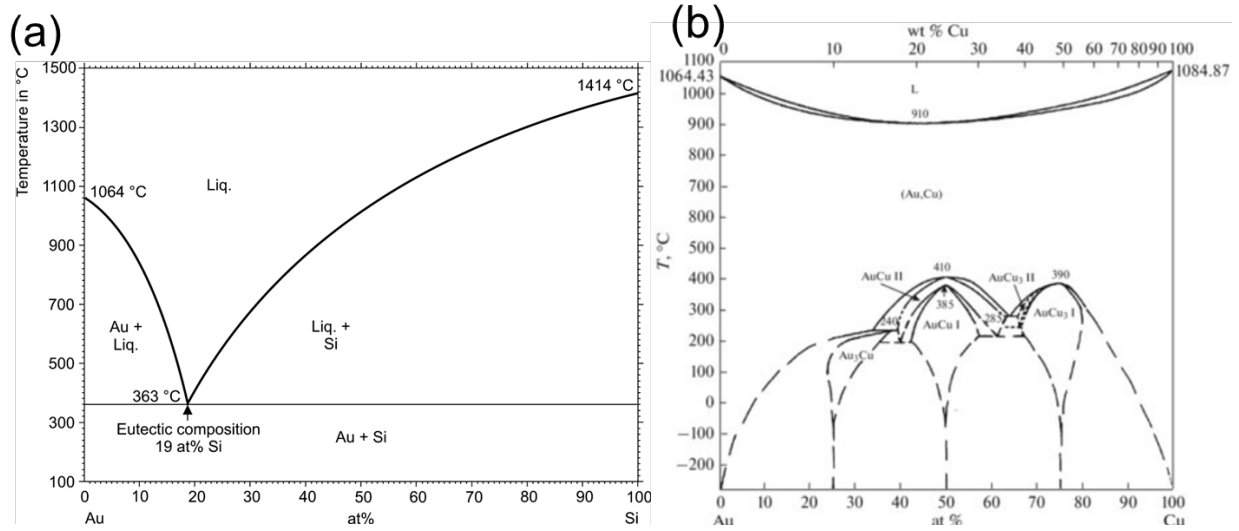 (a)
Temperature in °C
1500
1300
1100
900
700
500
300
100
1414 °C
1064 °C
Liq.
Au +
Liq.
Liq. +
Si
363 °C
Eutectic composition
19 at% Si
Au + Si
0 10 20 30 40 50 60 70 80 90 100
Au at% Si
(b)
wt % Cu
0 10 20 30 40 50 60 70 80 90 100
1100
1064.43
1084.87
1000
900
800
700
600
500
400
300
200
100
0
−100
−200
T, °C
L
910
(Au,Cu)
AuCu II
410
AuCu₃ II
390
385
240
AuCu I
285
AuCu₃ I
Au₃Cu
0 10 20 30 40 50 60 70 80 90 100
Au at % Cu